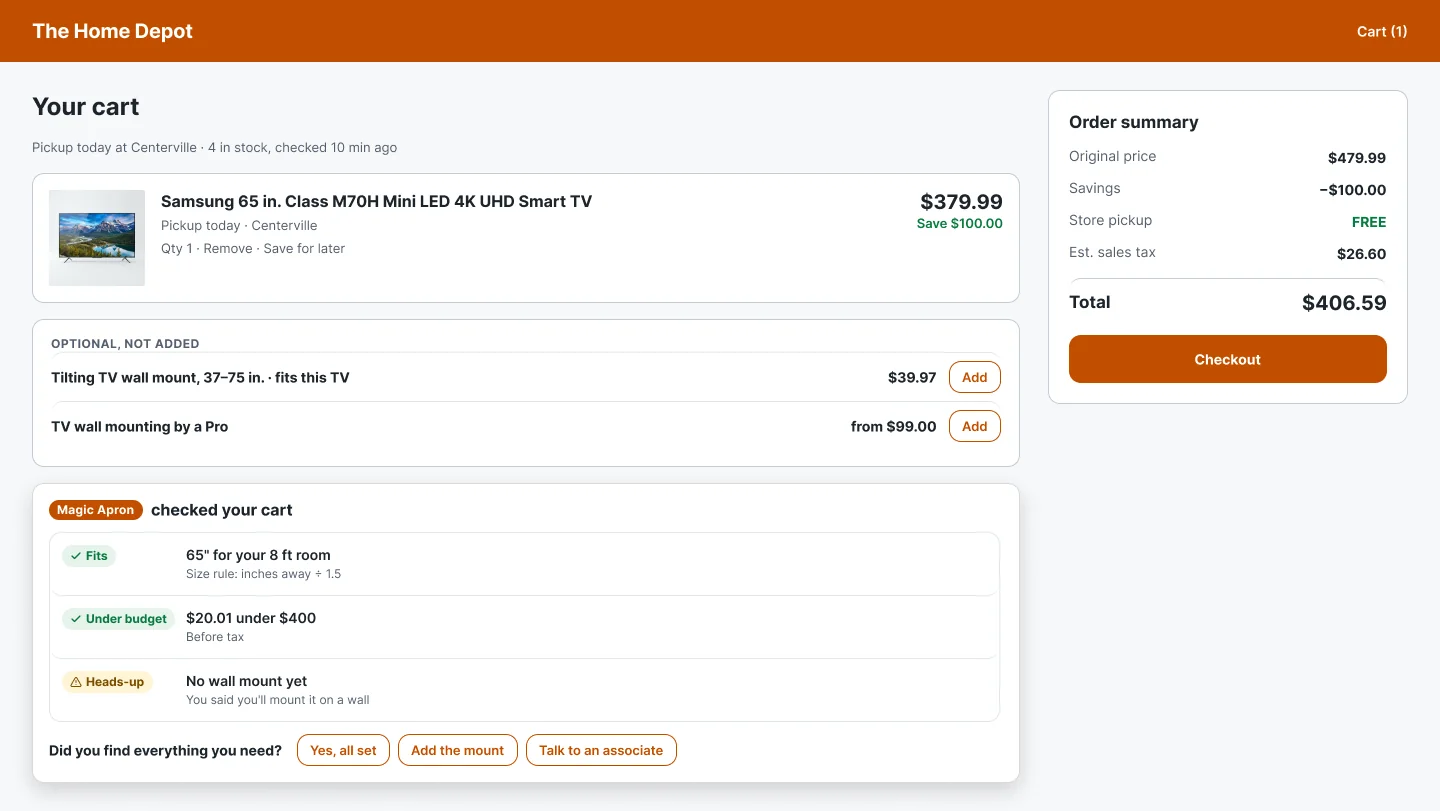 The Home Depot
Cart (1)
Your cart
Pickup today at Centerville · 4 in stock, checked 10 min ago
Samsung 65 in. Class M70H Mini LED 4K UHD Smart TV
$379.99
Pickup today · Centerville
Save $100.00
Qty 1 · Remove · Save for later
OPTIONAL, NOT ADDED
Tilting TV wall mount, 37–75 in. · fits this TV
$39.97
Add
TV wall mounting by a Pro
from $99.00
Add
Magic Apron checked your cart
Fits
65" for your 8 ft room
Size rule: inches away ÷ 1.5
Under budget
$20.01 under $400
Before tax
Heads-up
No wall mount yet
You said you'll mount it on a wall
Did you find everything you need?
Yes, all set
Add the mount
Talk to an associate
Order summary
Original price
$479.99
Savings
−$100.00
Store pickup
FREE
Est. sales tax
$26.60
Total
$406.59
Checkout